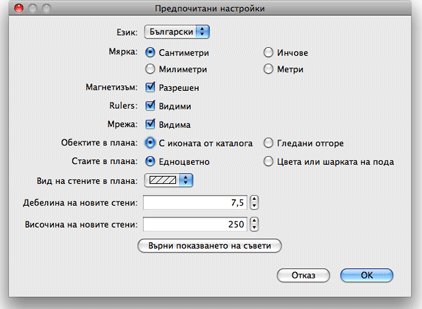 Предпочитани настройки
Език: Български
Мярка: Сантиметри Инчове
Милиметри Метри
Магнетизъм: Разрешен
Rulers: Видими
Мрежа: Видима
Обектите в плана: С иконата от каталога Гледани отгоре
Стаите в плана: Едноцветно Цвета или шарката на пода
Вид на стените в плана:
Дебелина на новите стени: 7,5
Височина на новите стени: 250
Върни показването на съвети
Отказ OK